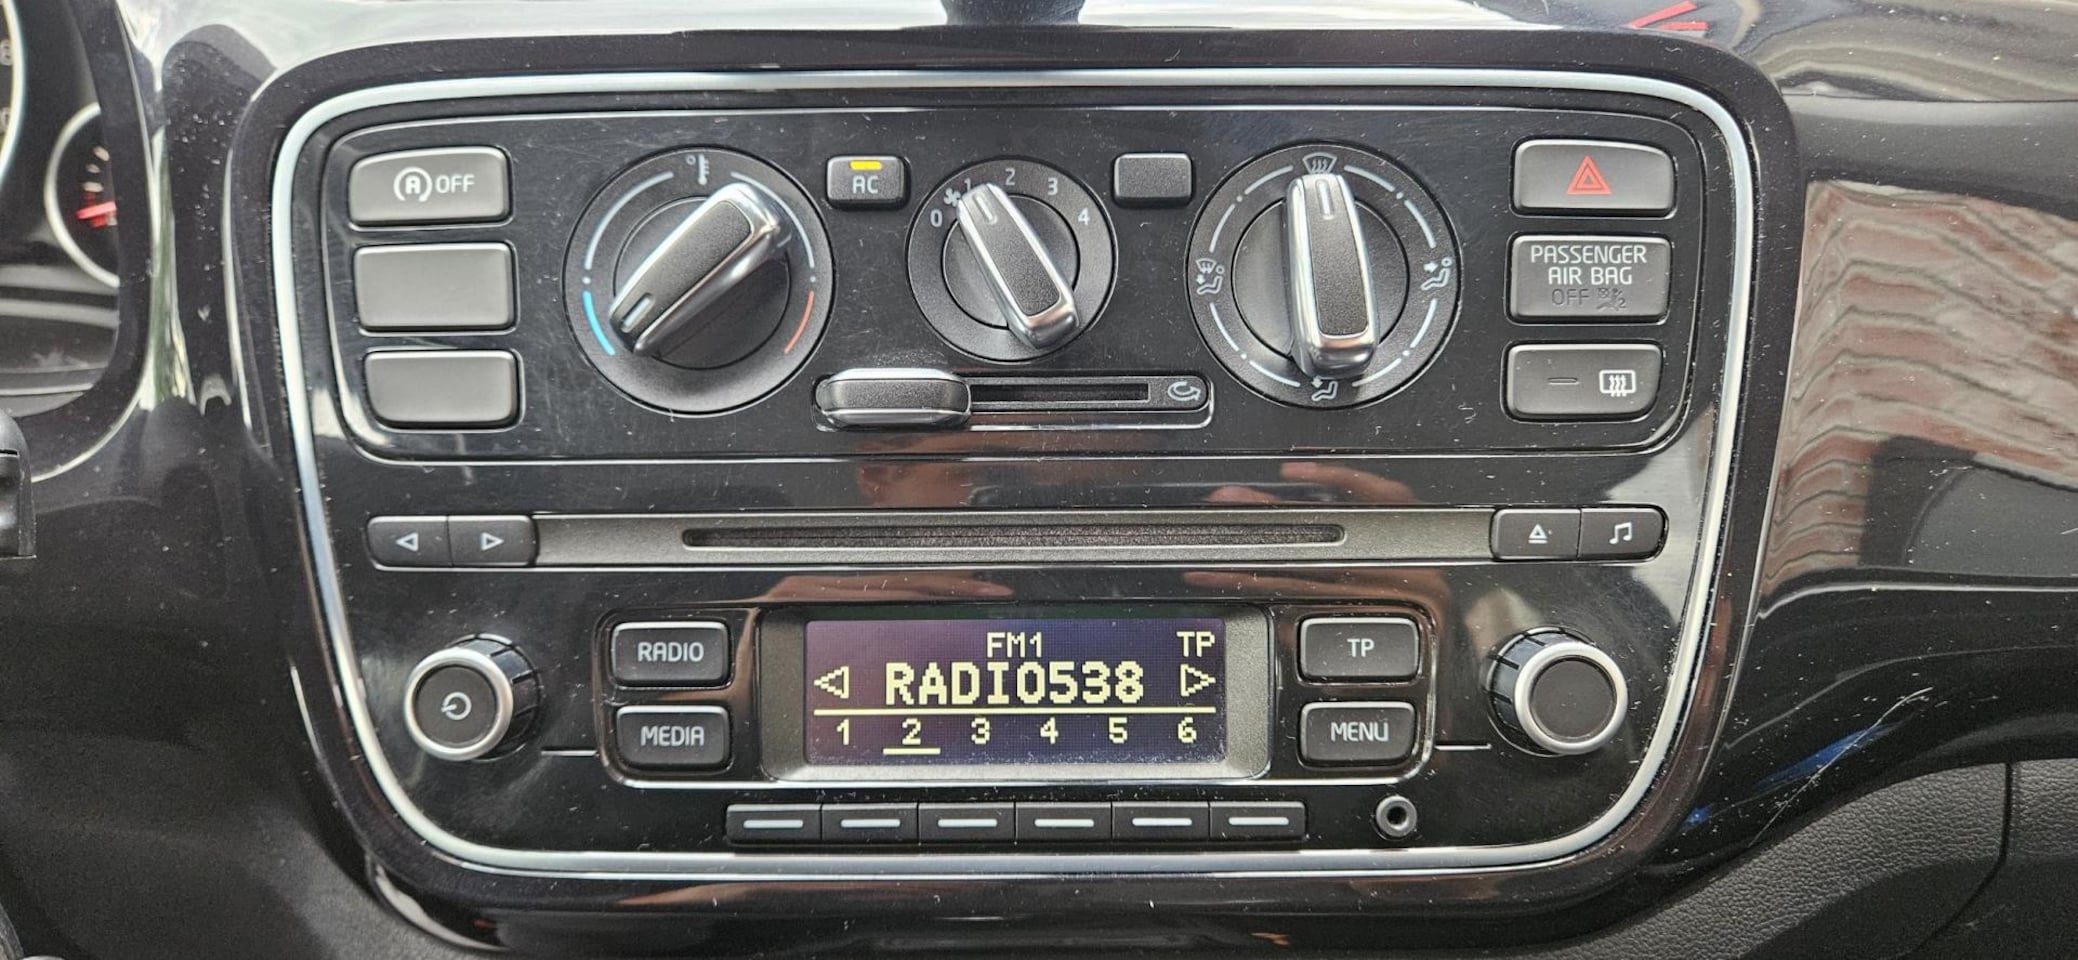 A OFF
AC
0 1 2 3 4
PASSENGER
AIR BAG
OFF
RADIO
MEDIA
FM1 TP
RADIO538
1 2 3 4 5 6
TP
MENU